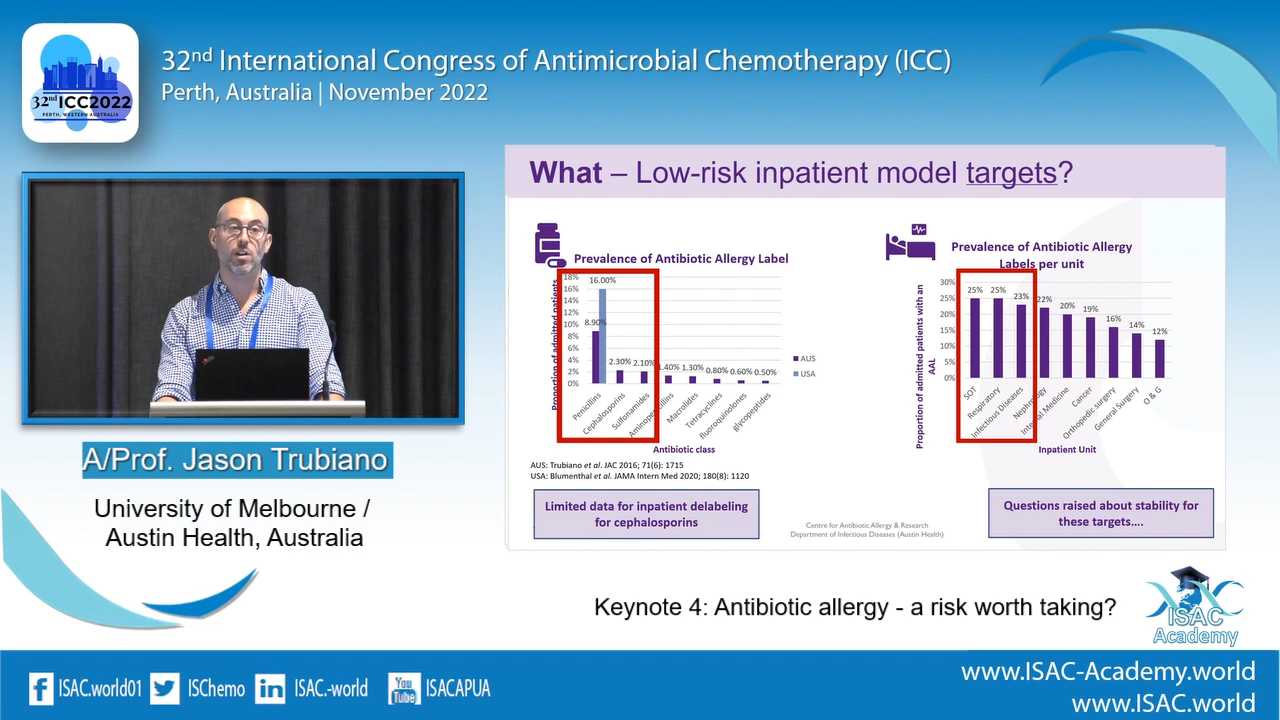 32nd International Congress of Antimicrobial Chemotherapy (ICC)
Perth, Australia | November 2022
32nd ICC2022
PERTH, WESTERN AUSTRALIA
What – Low-risk inpatient model targets?
Prevalence of Antibiotic Allergy Label
Proportion of admitted patients
18%
16%
14%
12%
10%
8%
6%
4%
2%
0%
8.90%
16.00%
2.30%
2.10%
1.40%
1.30%
0.80%
0.60%
0.50%
Penicillins
Cephalosporins
Sulfonamides
Aminopenicillins
Macrolides
Tetracyclines
fluoroquinolones
glycopeptides
AUS
USA
Antibiotic class
AUS: Trubiano et al. JAC 2016; 71(6): 1715
USA: Blumenthal et al. JAMA Intern Med 2020; 180(8): 1120
Limited data for inpatient delabeling
for cephalosporins
Prevalence of Antibiotic Allergy
Labels per unit
Proportion of admitted patients with an
AAL
30%
25%
20%
15%
10%
5%
0%
25%
25%
23%
22%
20%
19%
16%
14%
12%
SOT
Respiratory
Infectious Diseases
Nephrology
Internal Medicine
Cancer
Orthopedic surgery
General Surgery
O & G
Inpatient Unit
Questions raised about stability for
these targets....
Centre for Antibiotic Allergy & Research
Department of Infectious Diseases (Austin Health)
A/Prof. Jason Trubiano
University of Melbourne /
Austin Health, Australia
Keynote 4: Antibiotic allergy - a risk worth taking?
ISAC
Academy
ISAC.world01
ISChemo
ISAC.-world
You
Tube
ISACAPUA
www.ISAC-Academy.world
www.ISAC.world